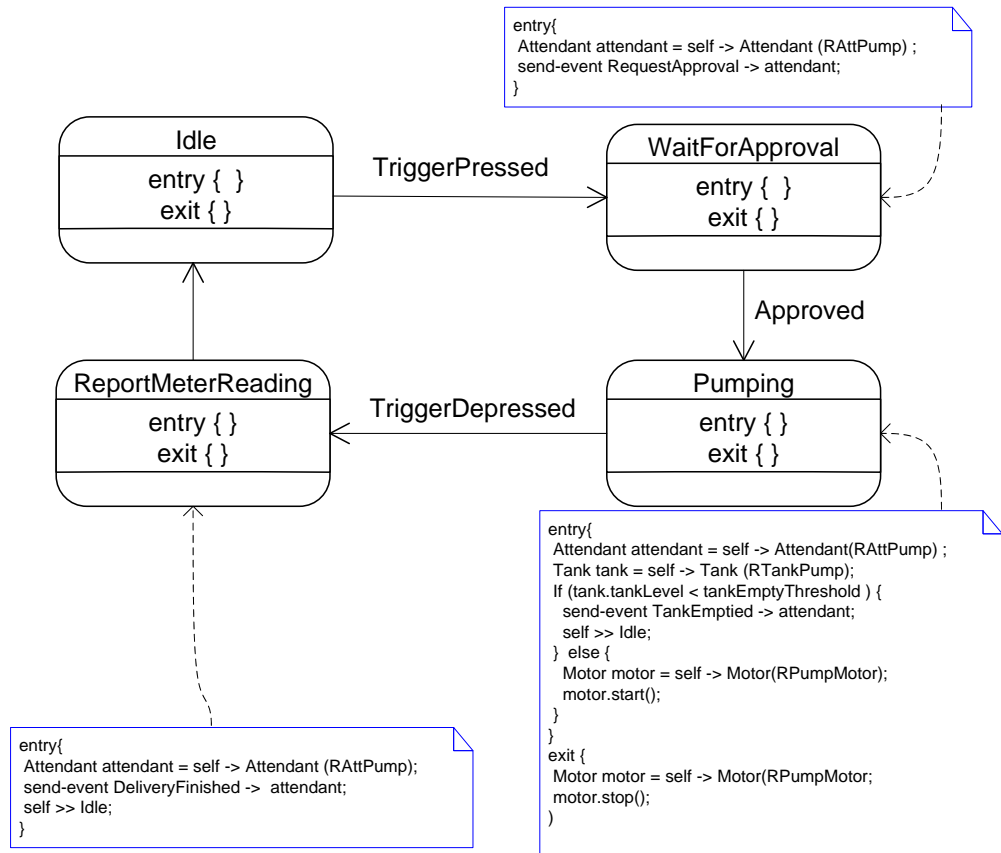 entry{
Attendant attendant = self -> Attendant (RAttPump) ;
send-event RequestApproval -> attendant;
}
Idle
entry { }
exit { }
TriggerPressed
WaitForApproval
entry { }
exit { }
Approved
ReportMeterReading
entry { }
exit { }
TriggerDepressed
Pumping
entry { }
exit { }
entry{
Attendant attendant = self -> Attendant(RAttPump) ;
Tank tank = self -> Tank (RTankPump);
If (tank.tankLevel < tankEmptyThreshold ) {
send-event TankEmptied -> attendant;
self >> Idle;
} else {
Motor motor = self -> Motor(RPumpMotor);
motor.start();
}
}
exit {
Motor motor = self -> Motor(RPumpMotor;
motor.stop();
)
entry{
Attendant attendant = self -> Attendant (RAttPump);
send-event DeliveryFinished -> attendant;
self >> Idle;
}